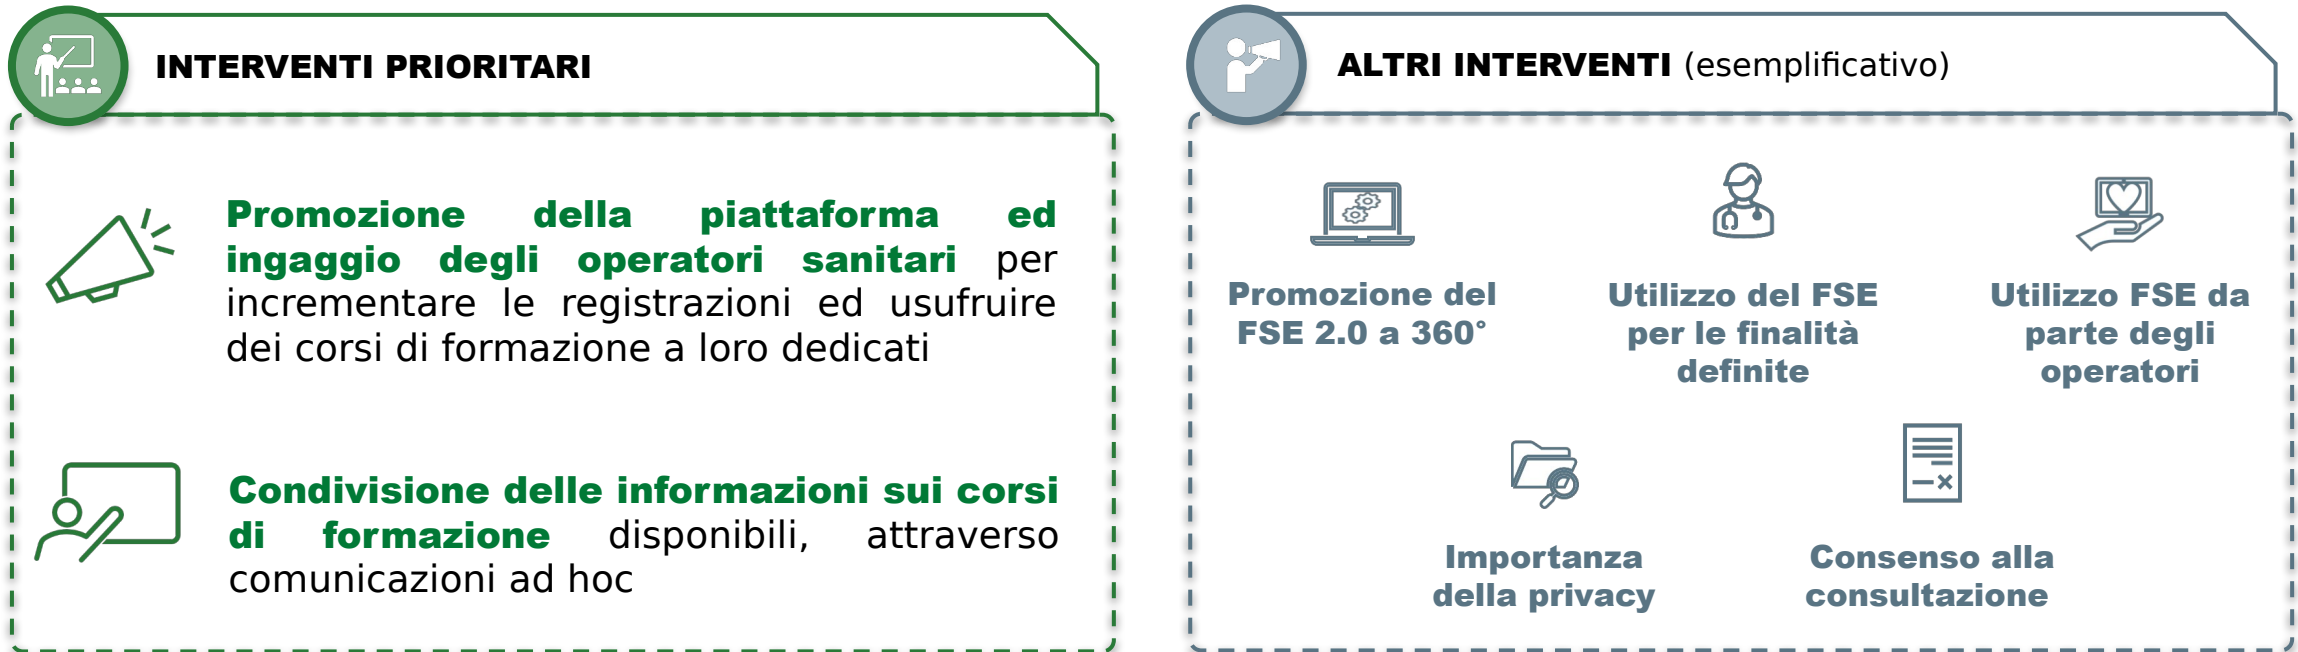 INTERVENTI PRIORITARI
Promozione della piattaforma ed
ingaggio degli operatori sanitari per
incrementare le registrazioni ed usufruire
dei corsi di formazione a loro dedicati
Condivisione delle informazioni sui corsi
di formazione disponibili, attraverso
comunicazioni ad hoc
ALTRI INTERVENTI (esemplificativo)
Promozione del
FSE 2.0 a 360°
Utilizzo del FSE
per le finalità
definite
Utilizzo FSE da
parte degli
operatori
Importanza
della privacy
Consenso alla
consultazione